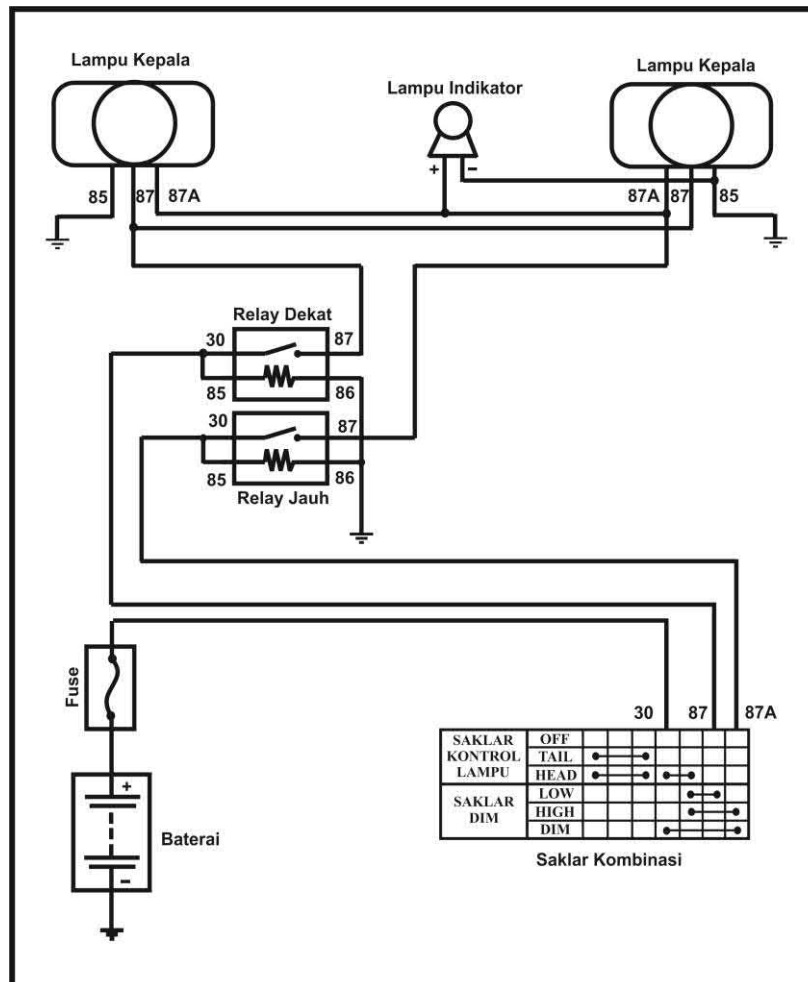 Lampu Kepala
Lampu Indikator
Lampu Kepala
+ -
85 87 87A
87A 87 85
Relay Dekat
30 87
85 86
30 87
85 86
Relay Jauh
Fuse
+
-
Baterai
30 87 87A
SAKLAR KONTROL LAMPU
OFF
TAIL
HEAD
SAKLAR DIM
LOW
HIGH
DIM
Saklar Kombinasi